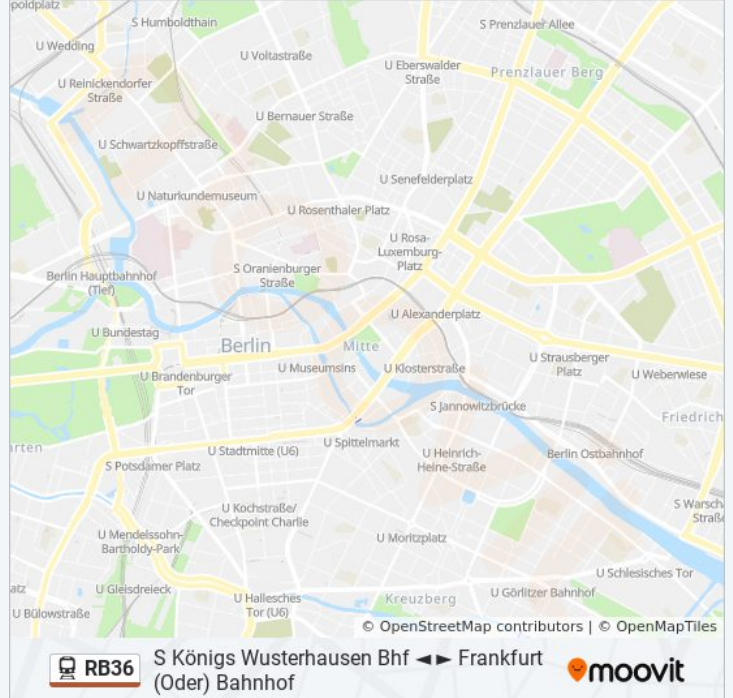 poldplatz
S Humboldthain
S Prenzlauer Allee
U Wedding
U Voltastraße
U Eberswalder
Straße
Prenzlauer Berg
U Reinickendorfer
Straße
U Bernauer Straße
U Schwartzkopffstraße
U Senefelderplatz
U Naturkundemuseum
U Rosenthaler Platz
U Rosa-
Luxemburg-
Platz
Berlin Hauptbahnhof
(Tief)
S Oranienburger
Straße
U Alexanderplatz
U Bundestag
Berlin
Mitte
U Strausberger
Platz
U Museumsins
U Klosterstraße
U Weberwiese
U Brandenburger
Tor
S Jannowitzbrücke
Friedrich
rten
U Stadtmitte (U6)
U Spittelmarkt
U Heinrich-
Heine-Straße
Berlin Ostbahnhof
S Potsdamer Platz
S Warsch
Straße
U Kochstraße/
Checkpoint Charlie
U Mendelssohn-
Bartholdy-Park
U Moritzplatz
U Schlesisches Tor
atz
U Gleisdreieck
U Hallesches
Tor (U6)
Kreuzberg
U Görlitzer Bahnhof
U Bülowstraße
© OpenStreetMap contributors | © OpenMapTiles
RB36
S Königs Wusterhausen Bhf ◄ ► Frankfurt
(Oder) Bahnhof
moovit